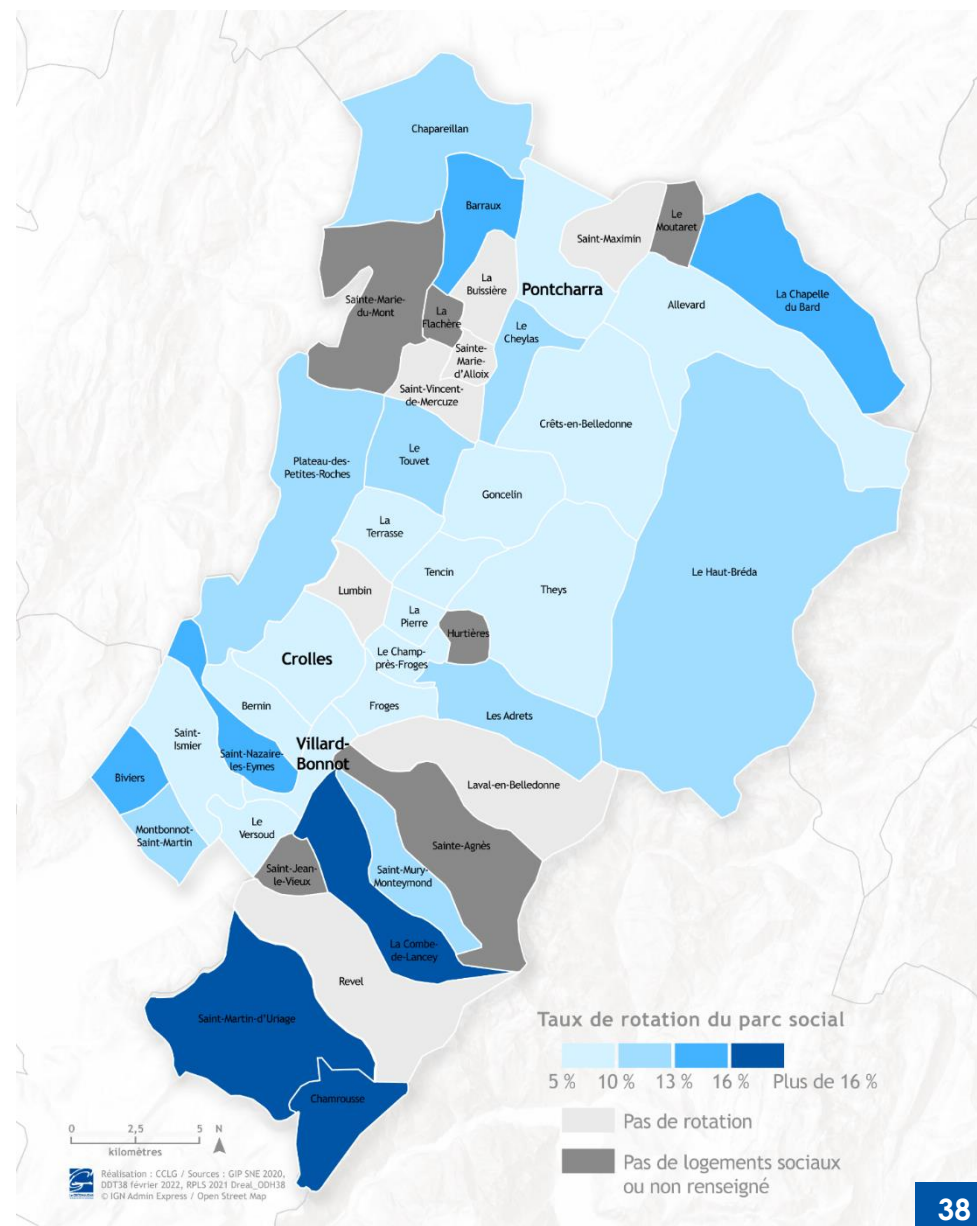 Chapareillan
Barraux
Le
Moutaret
Saint-Maximin
La Chapelle
du Bard
La
Buissière
Pontcharra
Allevard
Sainte-Marie-
du-Mont
La
Flachère
Le
Cheylas
Sainte-
Marie-
d'Alloix
Saint-Vincent-
de-Mercuze
Crêts-en-Belledonne
Le
Touvet
Plateau-des-
Petites-Roches
Goncelin
La
Terrasse
Tencin
Le Haut-Bréda
Theys
Lumbin
La
Pierre
Hurtières
Le Champ-
près-Froges
Crolles
Bernin
Froges
Les Adrets
Saint-
Ismier
Villard-
Bonnot
Saint-Nazaire-
les-Eymes
Biviers
Laval-en-Belledonne
Montbonnot-
Saint-Martin
Le
Versoud
Sainte-Agnès
Saint-Jean-
le-Vieux
Saint-Mury-
Monteymond
La Combe-
de-Lancey
Revel
Saint-Martin-d'Uriage
Chamrousse
Taux de rotation du parc social
5 % 10 % 13 % 16 % Plus de 16 %
Pas de rotation
Pas de logements sociaux
ou non renseigné
0 2,5 5 N
kilomètres
Réalisation : CCLG / Sources : GIP SNE 2020,
DDT38 février 2022, RPLS 2021 Dreal_ODH38
© IGN Admin Express / Open Street Map
38